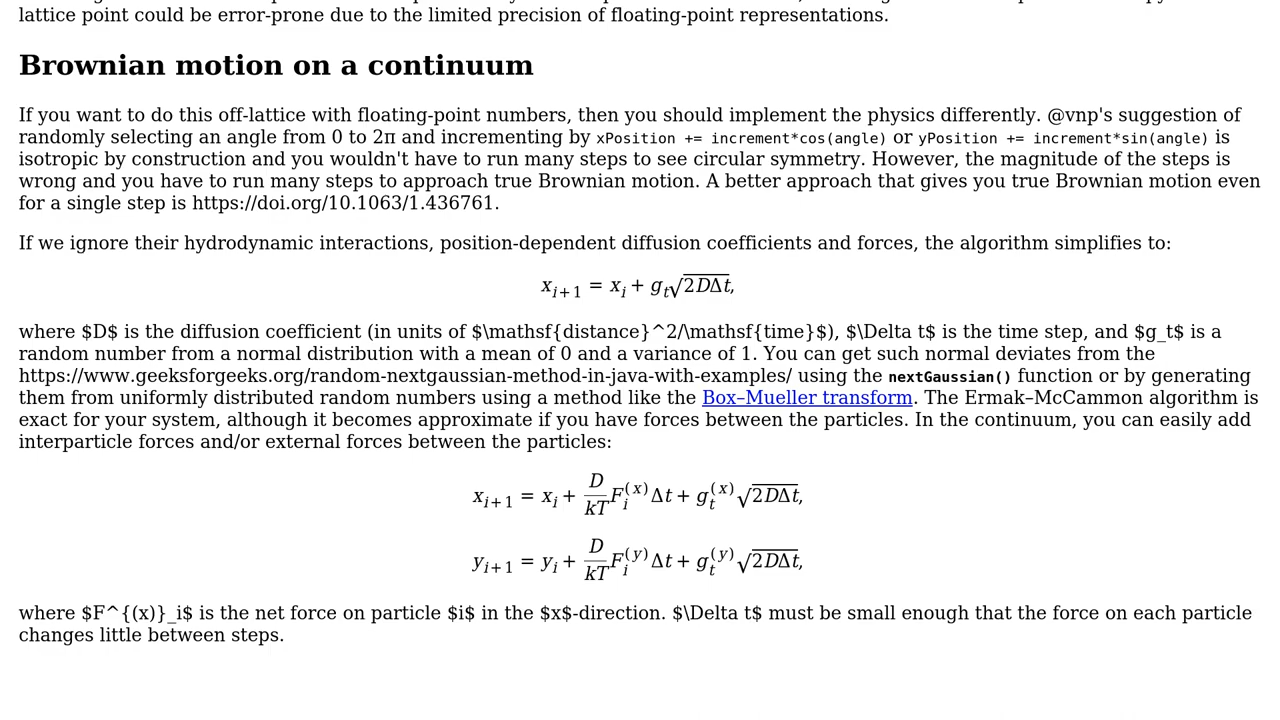 lattice point could be error-prone due to the limited precision of floating-point representations.
Brownian motion on a continuum
If you want to do this off-lattice with floating-point numbers, then you should implement the physics differently. @vnp's suggestion of
randomly selecting an angle from 0 to 2π and incrementing by xPosition += increment*cos(angle) or yPosition += increment*sin(angle) is
isotropic by construction and you wouldn't have to run many steps to see circular symmetry. However, the magnitude of the steps is
wrong and you have to run many steps to approach true Brownian motion. A better approach that gives you true Brownian motion even
for a single step is https://doi.org/10.1063/1.436761.
If we ignore their hydrodynamic interactions, position-dependent diffusion coefficients and forces, the algorithm simplifies to:
x_{i+1} = x_i + g_t√(2DΔt),
where $D$ is the diffusion coefficient (in units of $\mathsf{distance}^2/\mathsf{time}$), $\Delta t$ is the time step, and $g_t$ is a
random number from a normal distribution with a mean of 0 and a variance of 1. You can get such normal deviates from the
https://www.geeksforgeeks.org/random-nextgaussian-method-in-java-with-examples/ using the nextGaussian() function or by generating
them from uniformly distributed random numbers using a method like the Box–Mueller transform. The Ermak–McCammon algorithm is
exact for your system, although it becomes approximate if you have forces between the particles. In the continuum, you can easily add
interparticle forces and/or external forces between the particles:
x_{i+1} = x_i + \frac{D}{kT}F_i^{(x)}Δt + g_t^{(x)}√(2DΔt),
y_{i+1} = y_i + \frac{D}{kT}F_i^{(y)}Δt + g_t^{(y)}√(2DΔt),
where $F^{(x)}_i$ is the net force on particle $i$ in the $x$-direction. $\Delta t$ must be small enough that the force on each particle
changes little between steps.